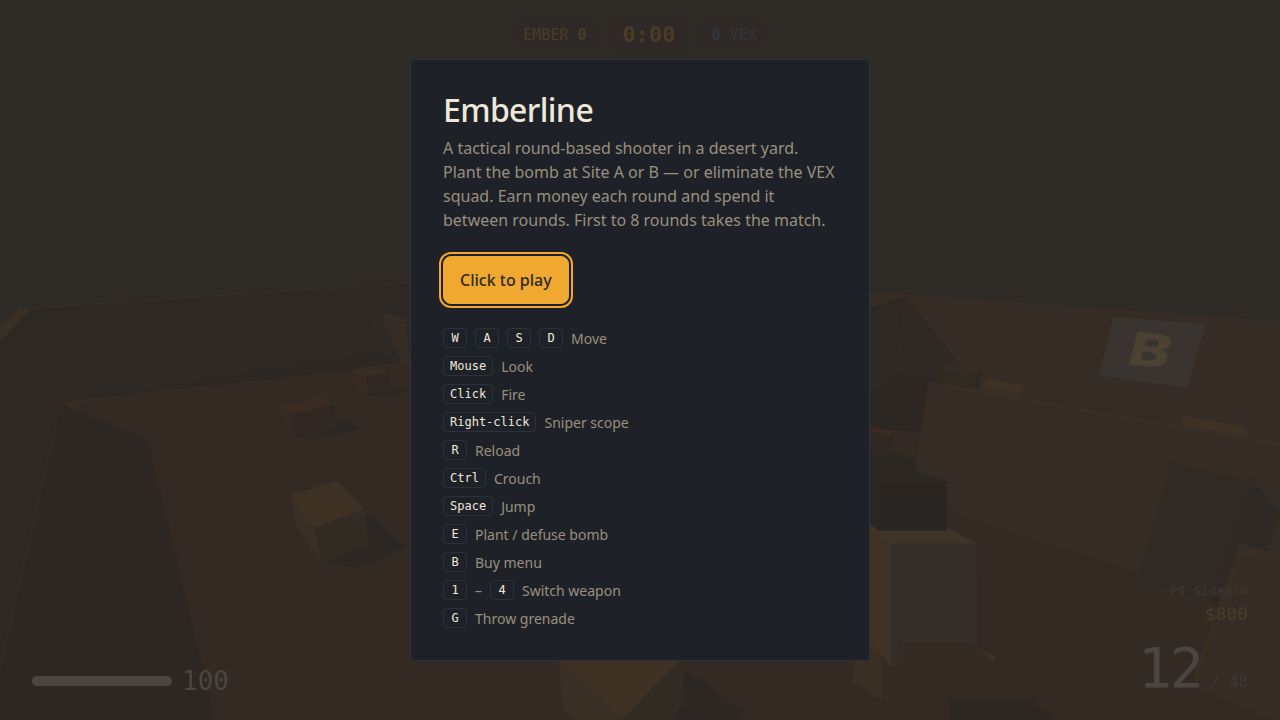 EMBER 0 0:00 0 VEX
Emberline
A tactical round-based shooter in a desert yard.
Plant the bomb at Site A or B — or eliminate the VEX
squad. Earn money each round and spend it
between rounds. First to 8 rounds takes the match.
Click to play
W A S D Move
Mouse Look
Click Fire
Right-click Sniper scope
R Reload
Ctrl Crouch
Space Jump
E Plant / defuse bomb
B Buy menu
1 – 4 Switch weapon
G Throw grenade
B
P9 Sidearm
$800
100
12 / 48